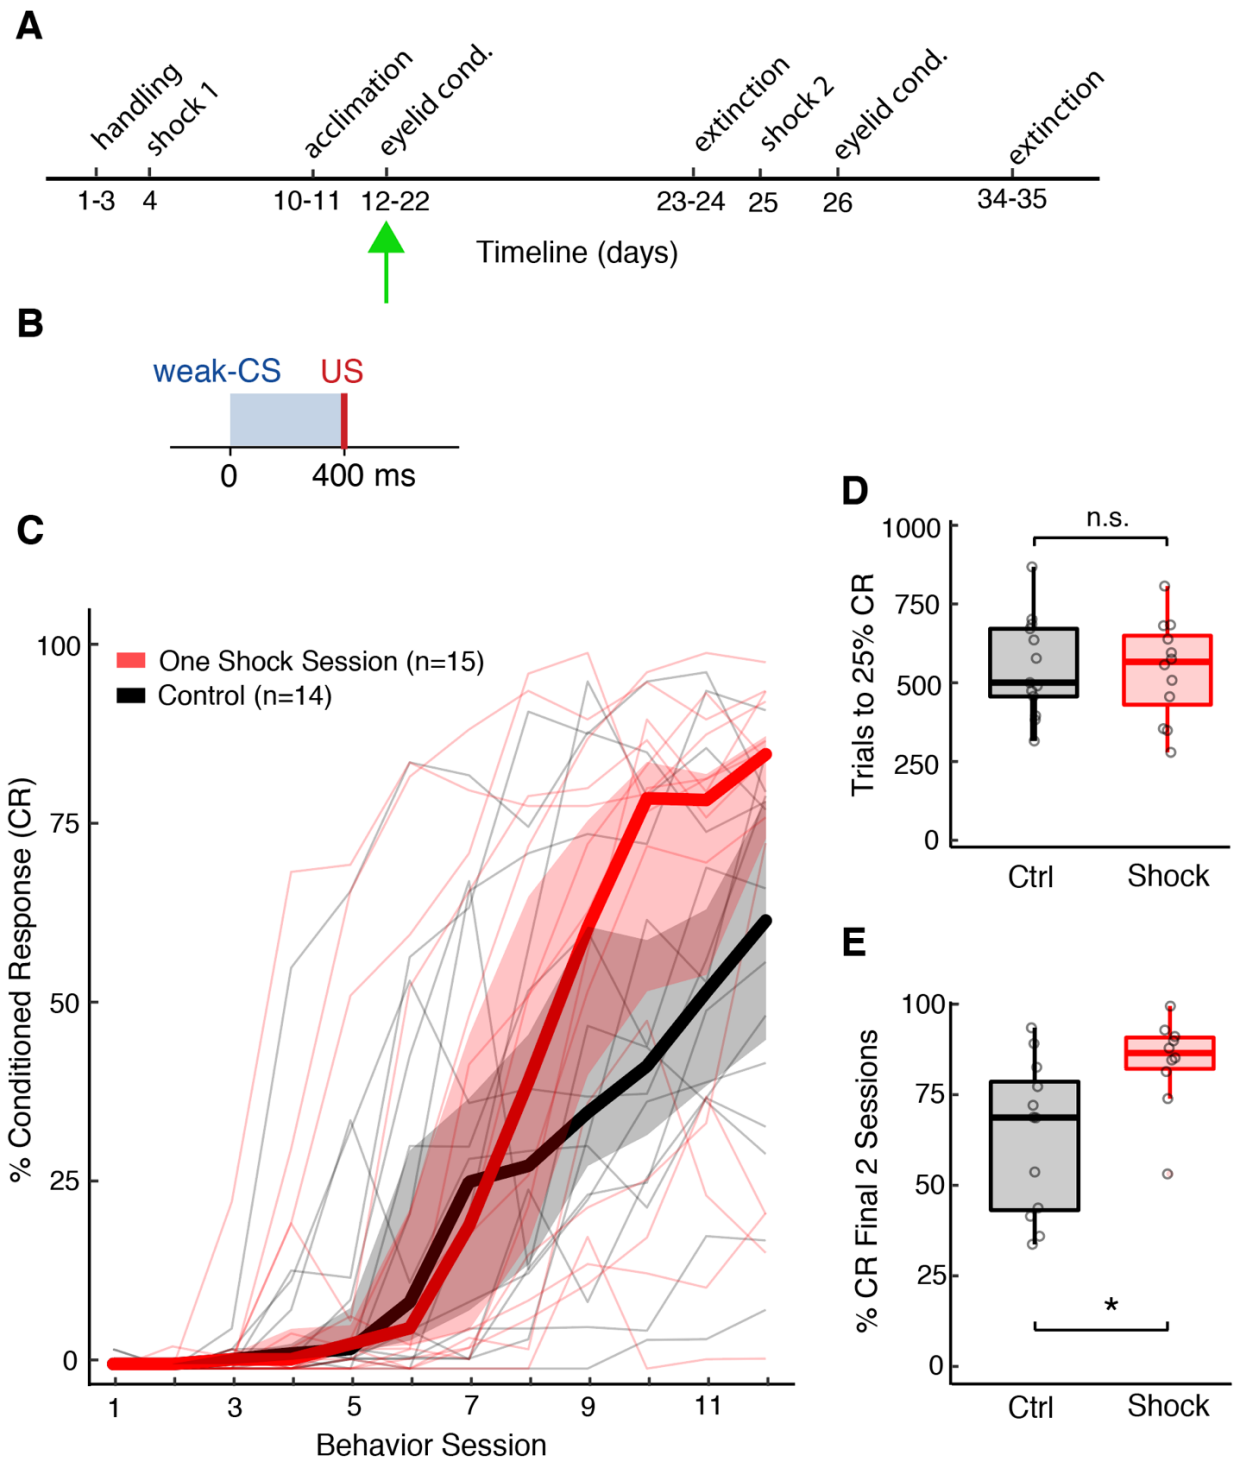 A
handling
shock 1
acclimation
eyelid cond.
extinction
shock 2
eyelid cond.
extinction
1-3 4 10-11 12-22 23-24 25 26 34-35
Timeline (days)
B
weak-CS US
0 400 ms
C
100
75
50
25
0
% Conditioned Response (CR)
One Shock Session (n=15)
Control (n=14)
1 3 5 7 9 11
Behavior Session
D
n.s.
1000
750
500
250
0
Trials to 25% CR
Ctrl Shock
E
100
75
50
25
0
% CR Final 2 Sessions
*
Ctrl Shock